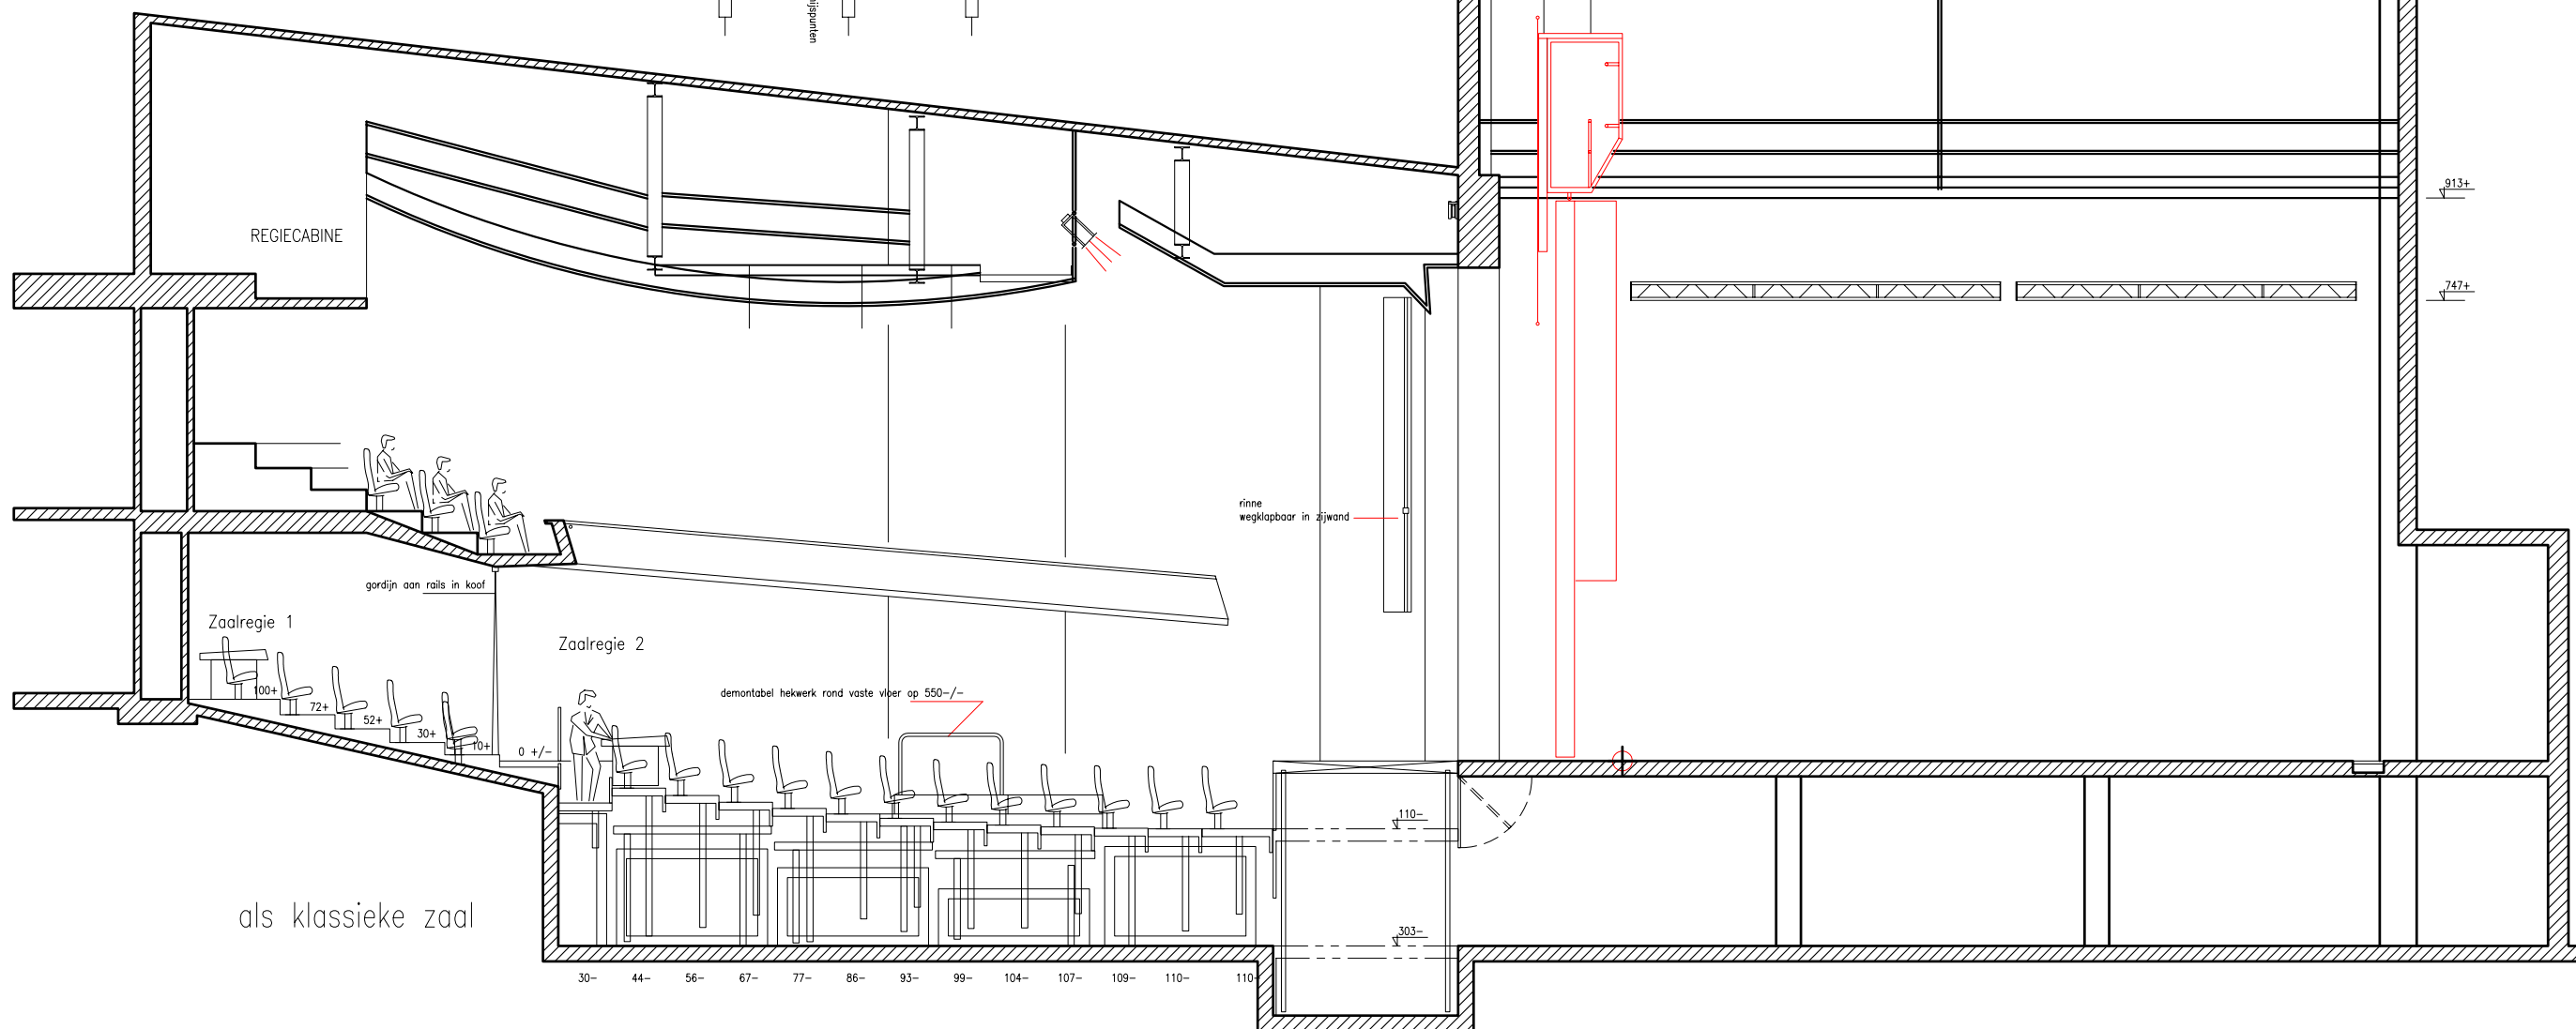 REGIECABINE
913+
747+
rinne
wegklapbaar in zijwand
gordijn aan rails in koof
Zaalregie 1
Zaalregie 2
demontabel hekwerk rond vaste vloer op 550-/-
100+
72+
52+
30+
10+
0 +/-
110-
303-
als klassieke zaal
30-
44-
56-
67-
77-
86-
93-
99-
104-
107-
109-
110-
110-